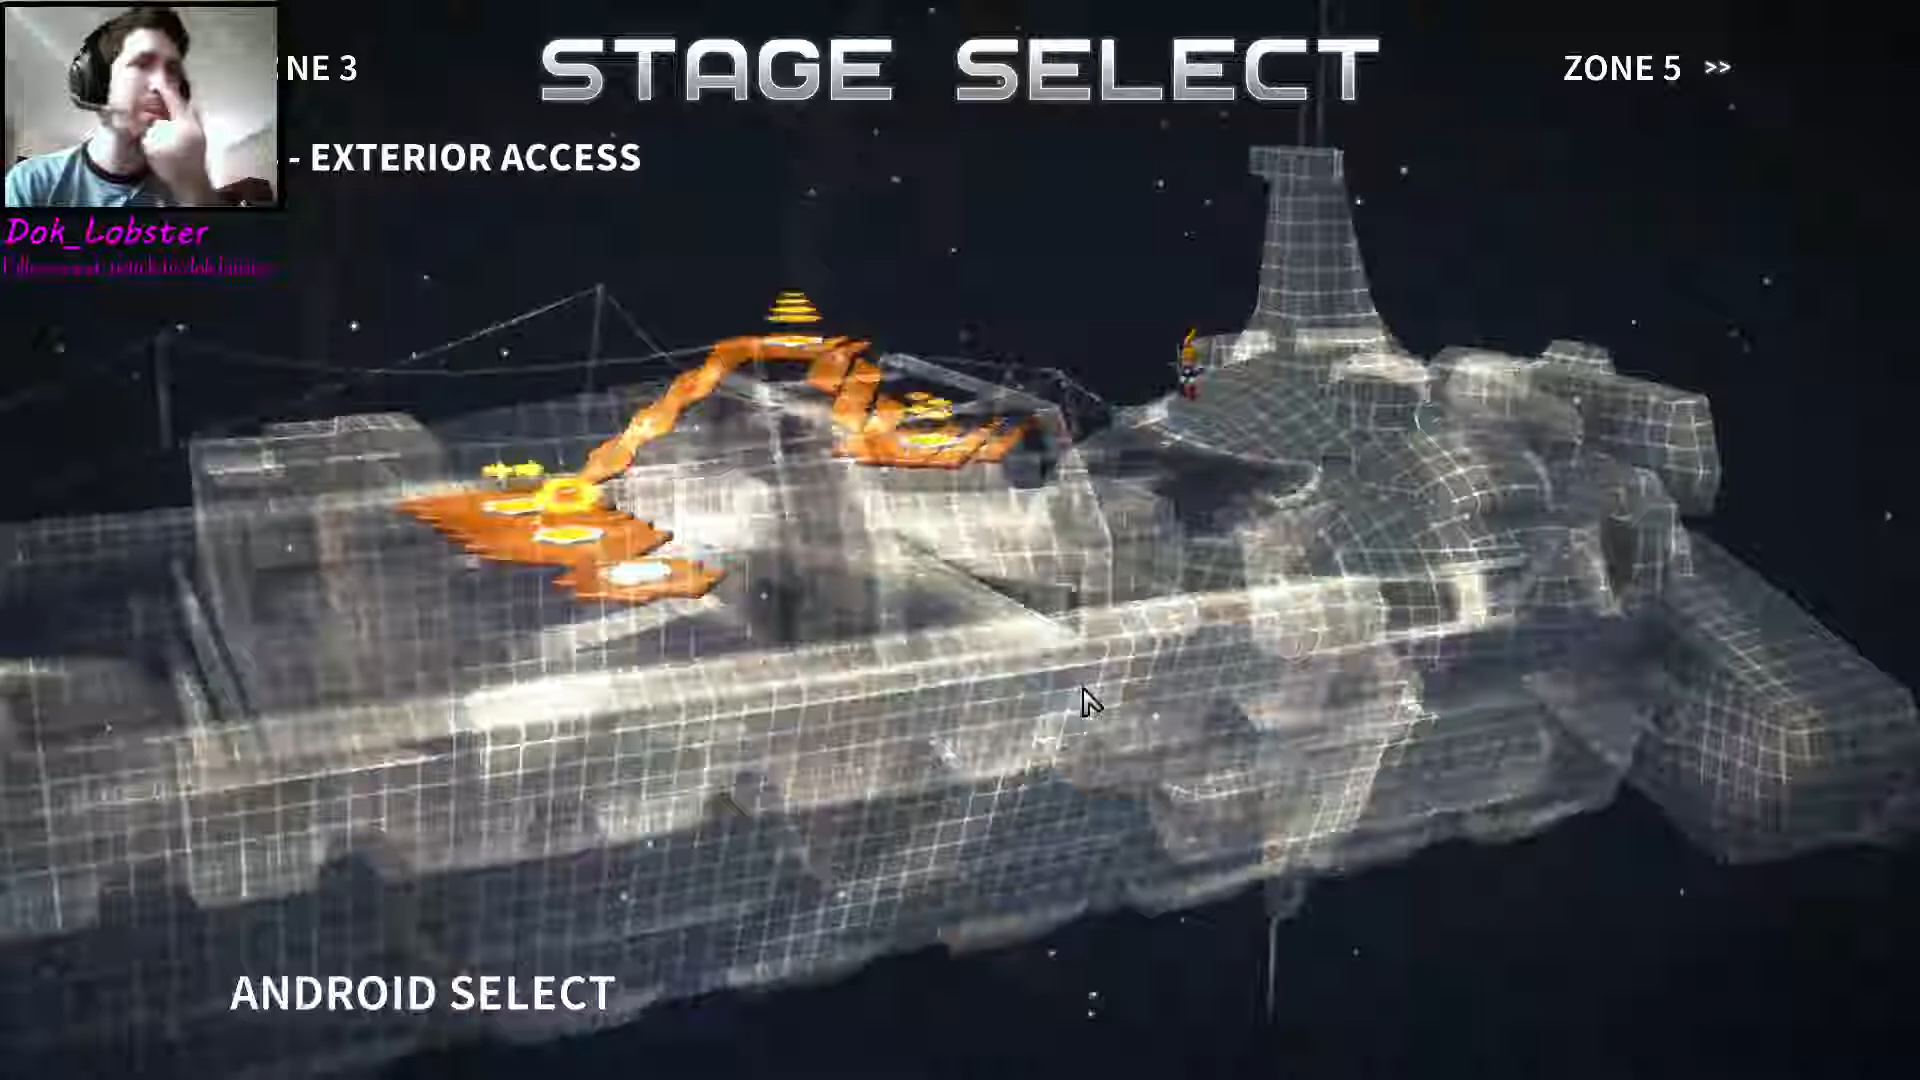 NE 3
STAGE SELECT
ZONE 5 >>
- EXTERIOR ACCESS
Dok_Lobster
ANDROID SELECT